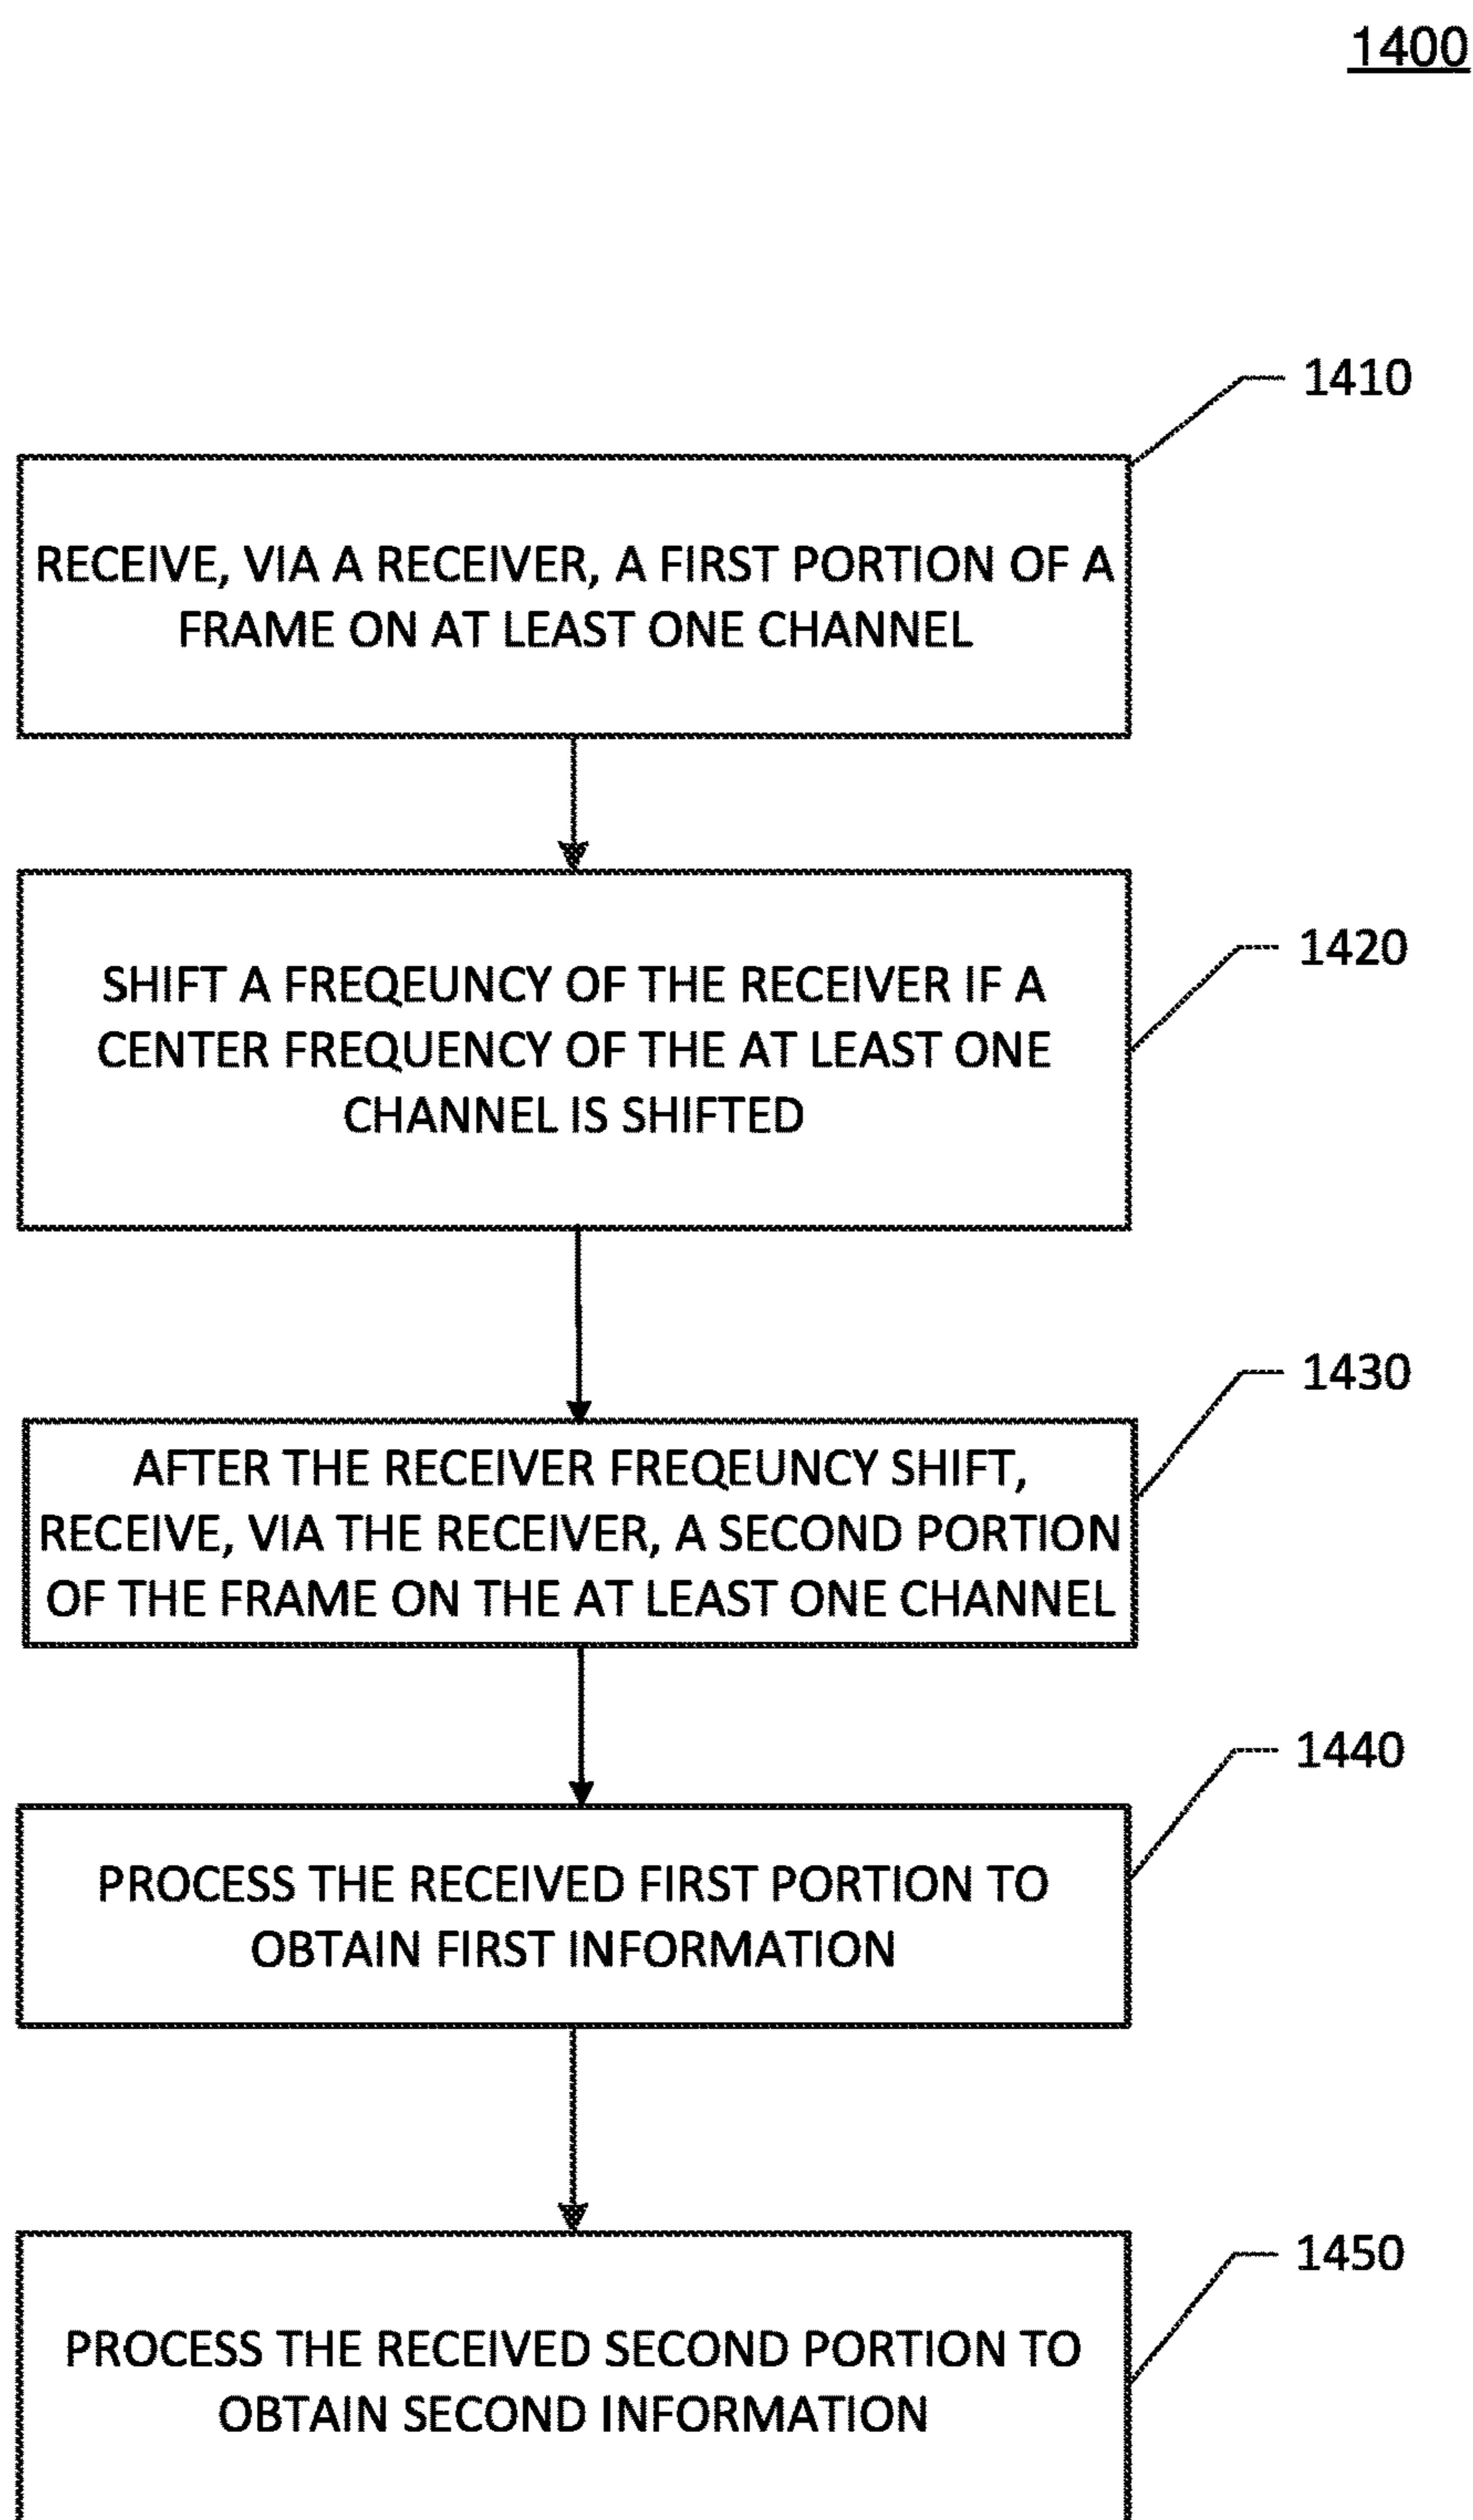 1400
1410
RECEIVE, VIA A RECEIVER, A FIRST PORTION OF A
FRAME ON AT LEAST ONE CHANNEL
1420
SHIFT A FREQEUNCY OF THE RECEIVER IF A
CENTER FREQUENCY OF THE AT LEAST ONE
CHANNEL IS SHIFTED
1430
AFTER THE RECEIVER FREQEUNCY SHIFT,
RECEIVE, VIA THE RECEIVER, A SECOND PORTION
OF THE FRAME ON THE AT LEAST ONE CHANNEL
1440
PROCESS THE RECEIVED FIRST PORTION TO
OBTAIN FIRST INFORMATION
1450
PROCESS THE RECEIVED SECOND PORTION TO
OBTAIN SECOND INFORMATION